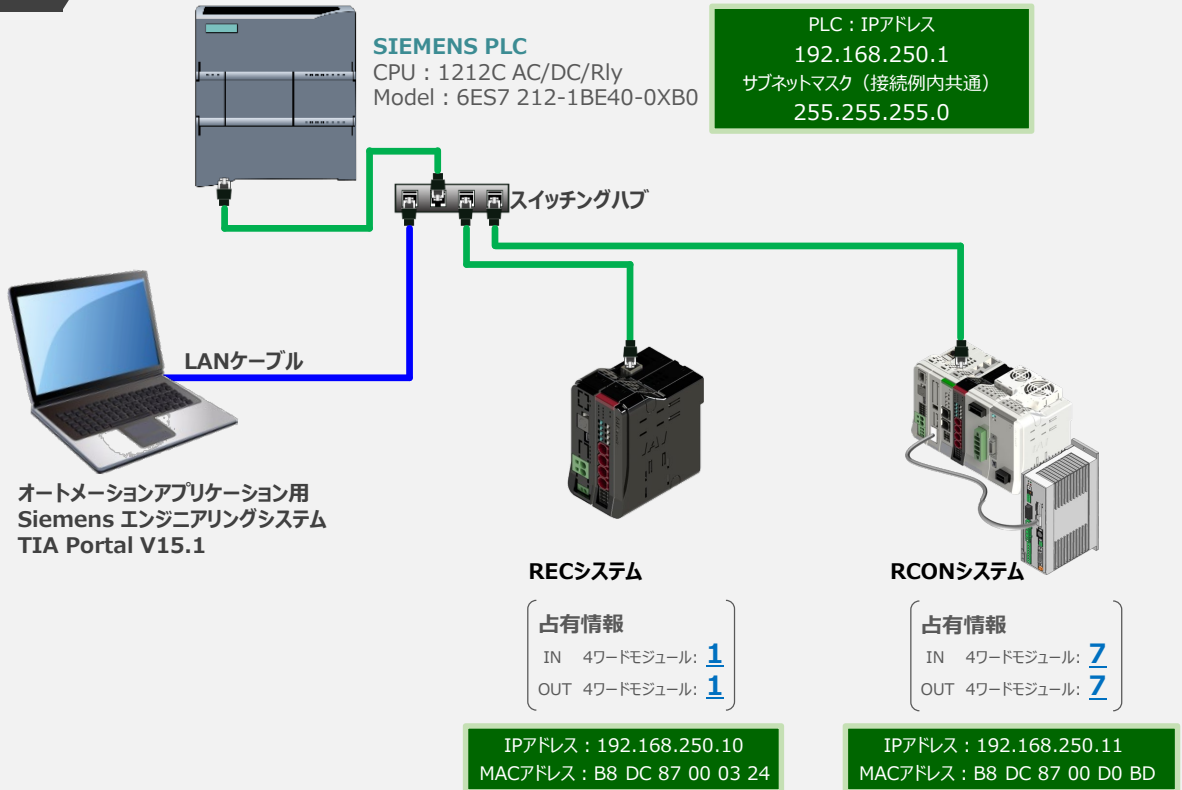 SIEMENS PLC
CPU : 1212C AC/DC/Rly
Model : 6ES7 212-1BE40-0XB0
PLC : IPアドレス
192.168.250.1
サブネットマスク（接続例内共通）
255.255.255.0
スイッチングハブ
LANケーブル
オートメーションアプリケーション用
Siemens エンジニアリングシステム
TIA Portal V15.1
RECシステム
占有情報
IN 4ワードモジュール: 1
OUT 4ワードモジュール: 1
IPアドレス : 192.168.250.10
MACアドレス : B8 DC 87 00 03 24
RCONシステム
占有情報
IN 4ワードモジュール: 7
OUT 4ワードモジュール: 7
IPアドレス : 192.168.250.11
MACアドレス : B8 DC 87 00 D0 BD